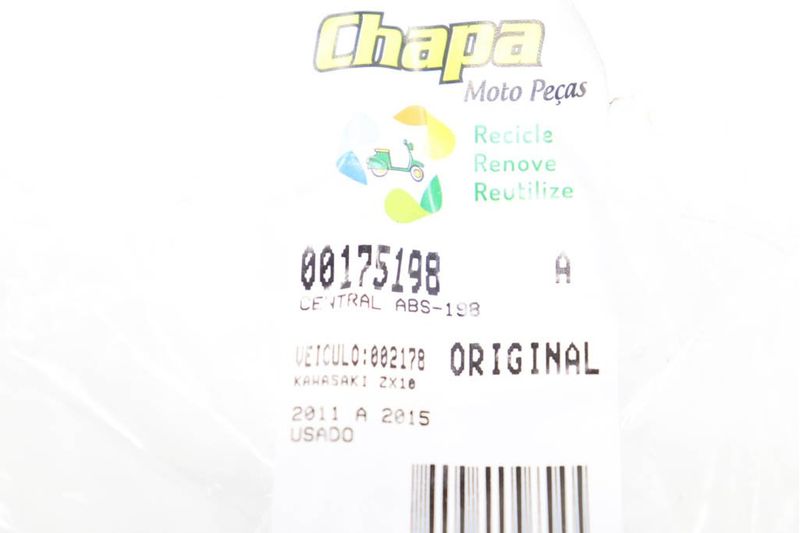 Chapa
Moto Peças
Recicle
Renove
Reutilize
00175198 A
CENTRAL ABS-198
VEICULO:002178 ORIGINAL
KAWASAKI ZX10
2011 A 2015
USADO